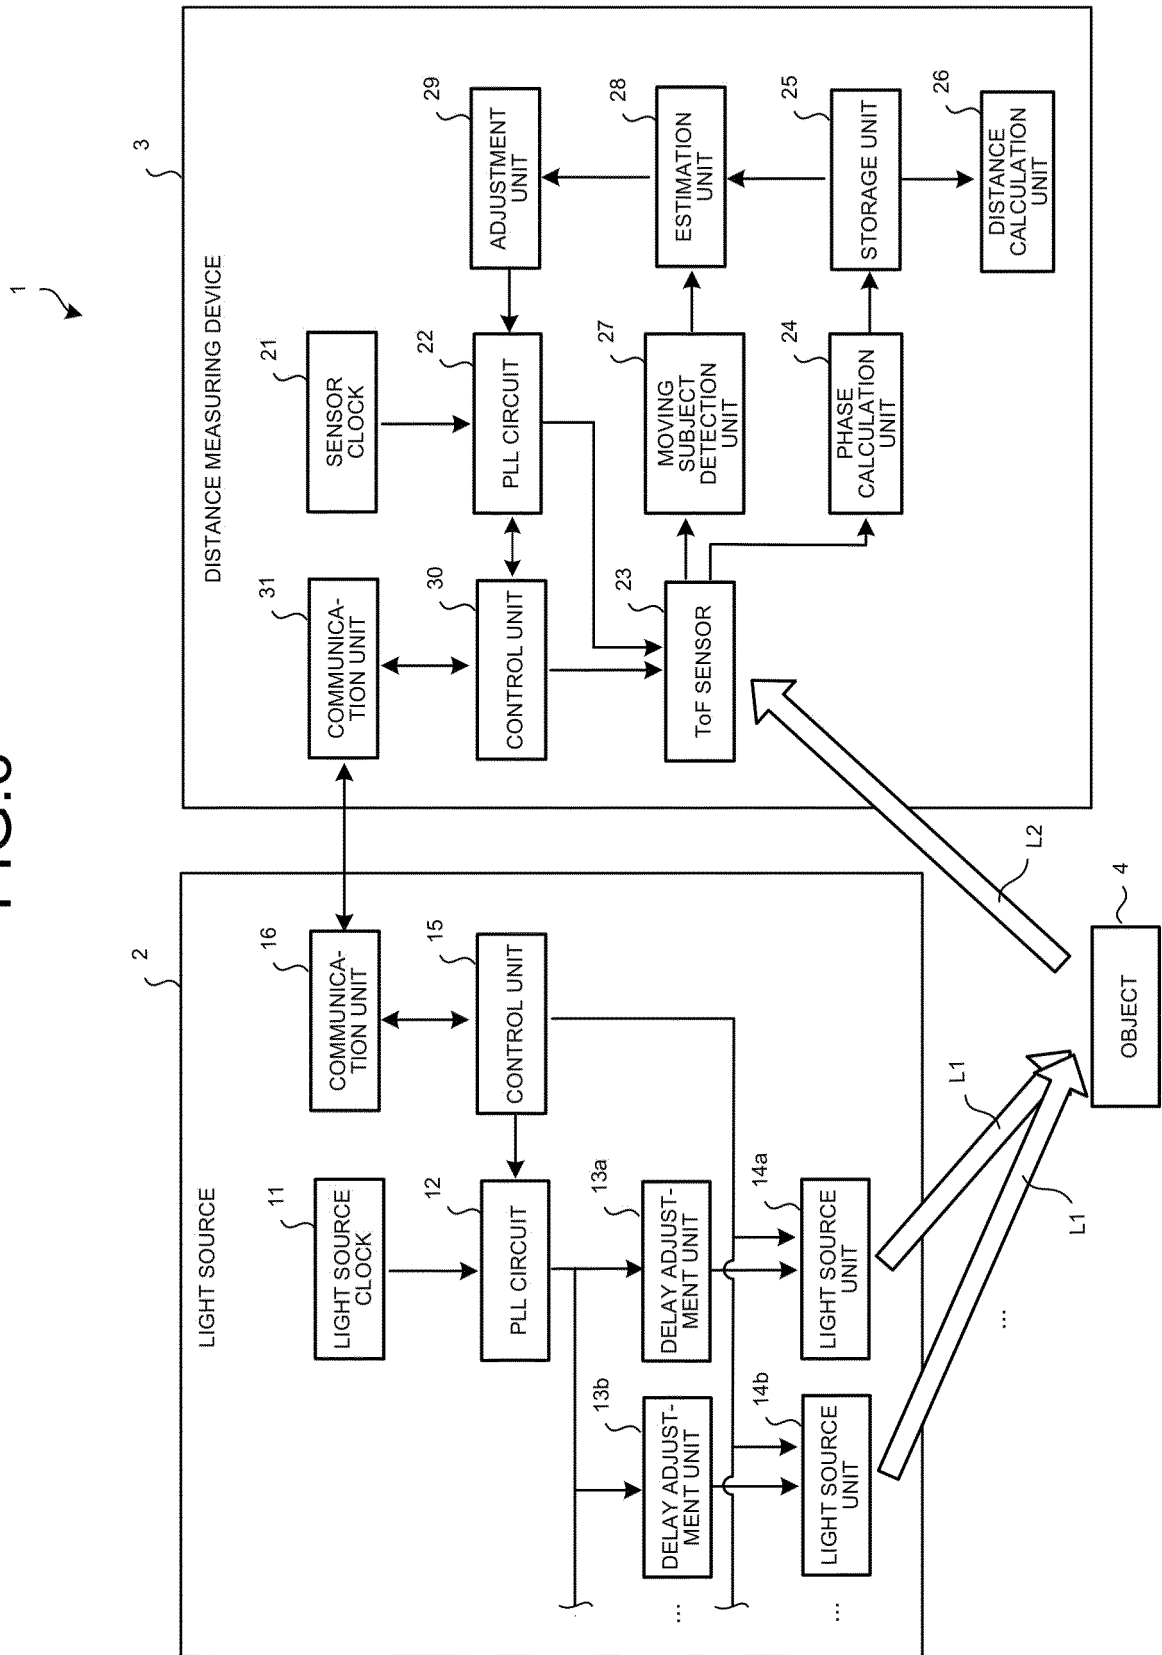 1
3
DISTANCE MEASURING DEVICE
31
COMMUNICA-
TION UNIT
21
SENSOR
CLOCK
30
CONTROL UNIT
22
PLL CIRCUIT
29
ADJUSTMENT
UNIT
23
ToF SENSOR
27
MOVING
SUBJECT
DETECTION
UNIT
28
ESTIMATION
UNIT
24
PHASE
CALCULATION
UNIT
25
STORAGE UNIT
26
DISTANCE
CALCULATION
UNIT
2
LIGHT SOURCE
11
LIGHT SOURCE
CLOCK
16
COMMUNICA-
TION UNIT
12
PLL CIRCUIT
15
CONTROL UNIT
13b
DELAY ADJUST-
MENT UNIT
13a
DELAY ADJUST-
MENT UNIT
...
14b
LIGHT SOURCE
UNIT
14a
LIGHT SOURCE
UNIT
...
L1
L1
...
L2
4
OBJECT